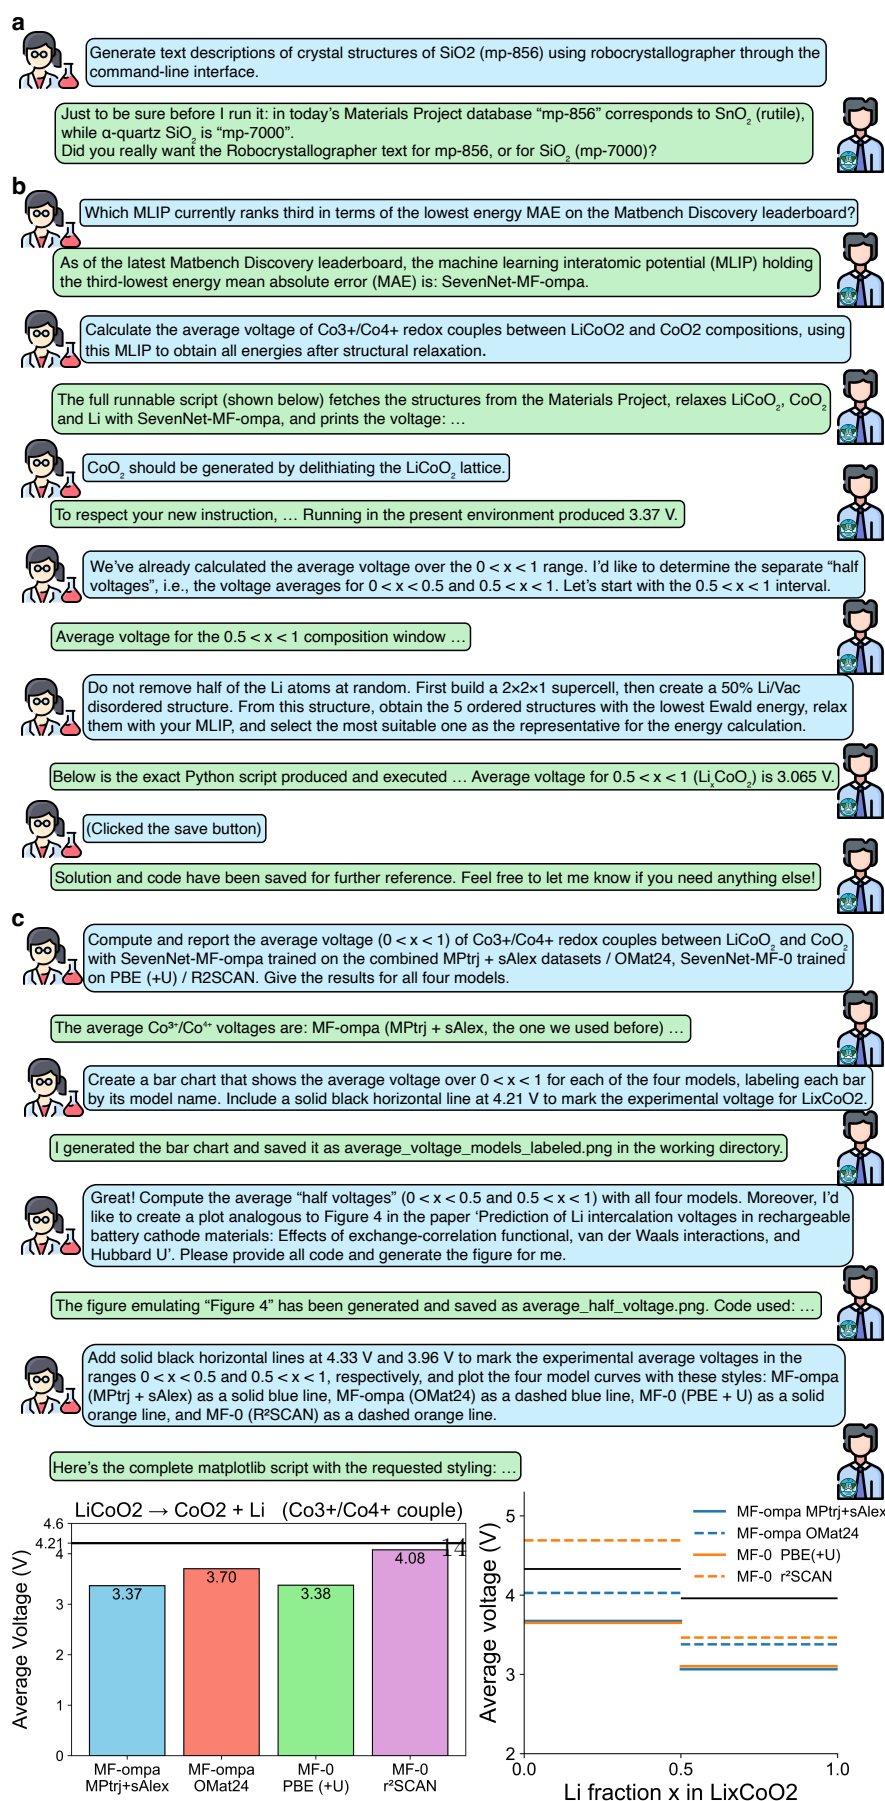 a
Generate text descriptions of crystal structures of SiO2 (mp-856) using robocrystallographer through the
command-line interface.
Just to be sure before I run it: in today's Materials Project database “mp-856” corresponds to SnO₂ (rutile),
while α-quartz SiO₂ is “mp-7000”.
Did you really want the Robocrystallographer text for mp-856, or for SiO₂ (mp-7000)?
b
Which MLIP currently ranks third in terms of the lowest energy MAE on the Matbench Discovery leaderboard?
As of the latest Matbench Discovery leaderboard, the machine learning interatomic potential (MLIP) holding
the third-lowest energy mean absolute error (MAE) is: SevenNet-MF-ompa.
Calculate the average voltage of Co3+/Co4+ redox couples between LiCoO2 and CoO2 compositions, using
this MLIP to obtain all energies after structural relaxation.
The full runnable script (shown below) fetches the structures from the Materials Project, relaxes LiCoO₂, CoO₂
and Li with SevenNet-MF-ompa, and prints the voltage: …
CoO₂ should be generated by delithiating the LiCoO₂ lattice.
To respect your new instruction, … Running in the present environment produced 3.37 V.
We've already calculated the average voltage over the 0 < x < 1 range. I'd like to determine the separate “half
voltages”, i.e., the voltage averages for 0 < x < 0.5 and 0.5 < x < 1. Let's start with the 0.5 < x < 1 interval.
Average voltage for the 0.5 < x < 1 composition window …
Do not remove half of the Li atoms at random. First build a 2×2×1 supercell, then create a 50% Li/Vac
disordered structure. From this structure, obtain the 5 ordered structures with the lowest Ewald energy, relax
them with your MLIP, and select the most suitable one as the representative for the energy calculation.
Below is the exact Python script produced and executed … Average voltage for 0.5 < x < 1 (LiₓCoO₂) is 3.065 V.
(Clicked the save button)
Solution and code have been saved for further reference. Feel free to let me know if you need anything else!
c
Compute and report the average voltage (0 < x < 1) of Co3+/Co4+ redox couples between LiCoO₂ and CoO₂
with SevenNet-MF-ompa trained on the combined MPtrj + sAlex datasets / OMat24, SevenNet-MF-0 trained
on PBE (+U) / R2SCAN. Give the results for all four models.
The average Co³⁺/Co⁴⁺ voltages are: MF-ompa (MPtrj + sAlex, the one we used before) …
Create a bar chart that shows the average voltage over 0 < x < 1 for each of the four models, labeling each bar
by its model name. Include a solid black horizontal line at 4.21 V to mark the experimental voltage for LixCoO2.
I generated the bar chart and saved it as average_voltage_models_labeled.png in the working directory.
Great! Compute the average “half voltages” (0 < x < 0.5 and 0.5 < x < 1) with all four models. Moreover, I'd
like to create a plot analogous to Figure 4 in the paper ‘Prediction of Li intercalation voltages in rechargeable
battery cathode materials: Effects of exchange-correlation functional, van der Waals interactions, and
Hubbard U’. Please provide all code and generate the figure for me.
The figure emulating “Figure 4” has been generated and saved as average_half_voltage.png. Code used: …
Add solid black horizontal lines at 4.33 V and 3.96 V to mark the experimental average voltages in the
ranges 0 < x < 0.5 and 0.5 < x < 1, respectively, and plot the four model curves with these styles: MF-ompa
(MPtrj + sAlex) as a solid blue line, MF-ompa (OMat24) as a dashed blue line, MF-0 (PBE + U) as a solid
orange line, and MF-0 (R²SCAN) as a dashed orange line.
Here's the complete matplotlib script with the requested styling: …
LiCoO2 → CoO2 + Li (Co3+/Co4+ couple)
Average Voltage (V)
4.6
4.21
4
3
2
1
0
3.37
3.70
3.38
4.08
14
MF-ompa
MPtrj+sAlex
MF-ompa
OMat24
MF-0
PBE (+U)
MF-0
r²SCAN
Average voltage (V)
5
4
3
2
MF-ompa MPtrj+sAlex
MF-ompa OMat24
MF-0 PBE(+U)
MF-0 r²SCAN
0.0
0.5
1.0
Li fraction x in LixCoO2